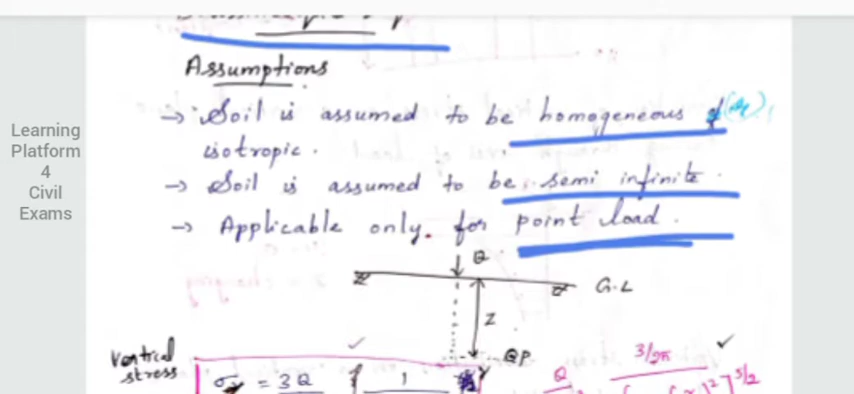 Assumptions
Learning
Platform
4
Civil
Exams
→ Soil is assumed to be homogeneous &
isotropic.
→ Soil is assumed to be semi infinite.
→ Applicable only. for point load.
Q
G.L
Z
@P
Vertical
stress
= 3Q
1
Q
3/2π
]5/2